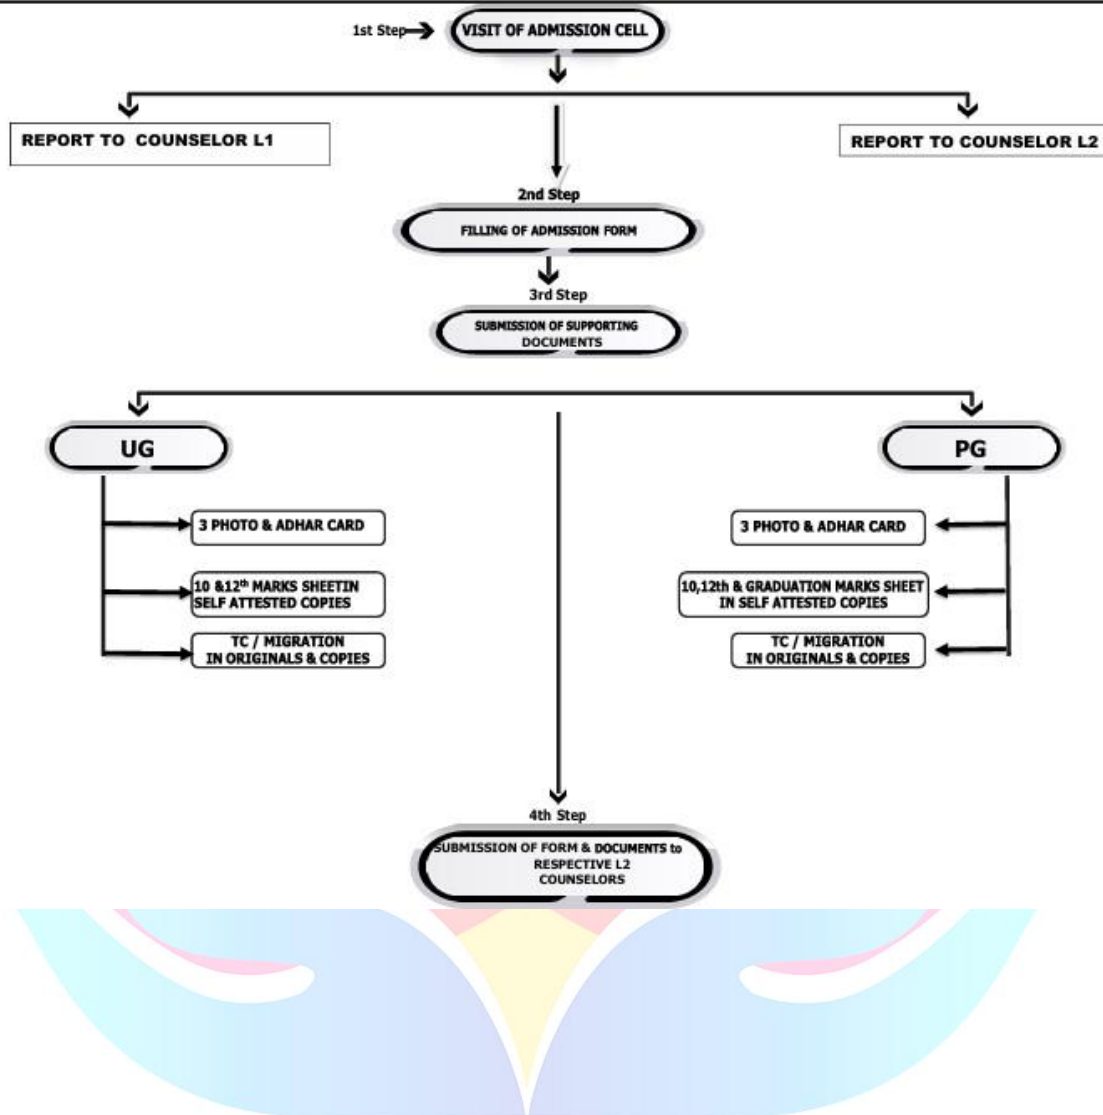 1st Step
VISIT OF ADMISSION CELL
REPORT TO COUNSELOR L1
REPORT TO COUNSELOR L2
2nd Step
FILLING OF ADMISSION FORM
3rd Step
SUBMISSION OF SUPPORTING
DOCUMENTS
UG
PG
3 PHOTO & ADHAR CARD
3 PHOTO & ADHAR CARD
10 &12th MARKS SHEETIN
SELF ATTESTED COPIES
10,12th & GRADUATION MARKS SHEET
IN SELF ATTESTED COPIES
TC / MIGRATION
IN ORIGINALS & COPIES
TC / MIGRATION
IN ORIGINALS & COPIES
4th Step
SUBMISSION OF FORM & DOCUMENTS to
RESPECTIVE L2
COUNSELORS